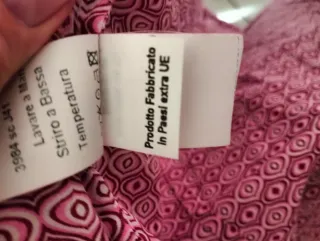 Lavare a
Stiro a Bassa
Temperatura
Prodotto Fabbricato
In Paesi extra UE